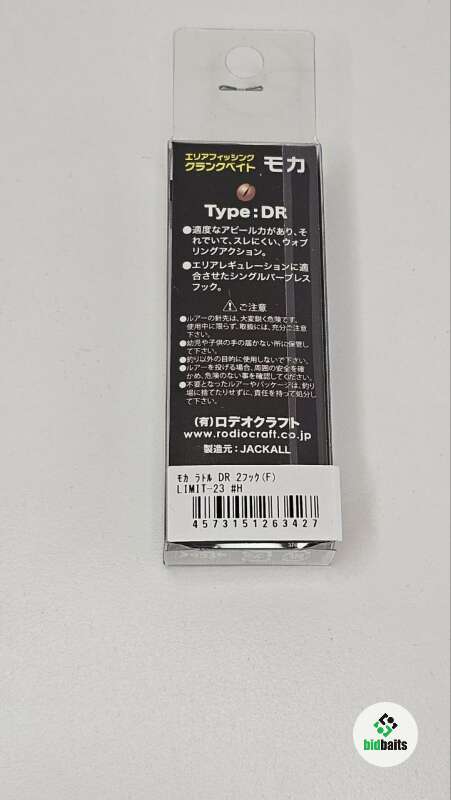 エリアフィッシング
クランクベイト モカ
Type:DR
●適度なアピール力があり、そ
れでいて、スレにくい、ウォブ
リングアクション。
●エリアレギュレーションに適
合させたシングルバーブレス
フック。
⚠ご注意
●ルアーの針先は、大変鋭く危険です。
使用中に限らず、取扱には、充分ご注意
下さい。
●幼児や子供の手の届かない所に保管し
て下さい。
●釣り以外の目的に使用しないで下さい。
●ルアーを投げる場合、周囲の安全を確
かめ、危険のない事を確認してください。
●不要となったルアーやパッケージは、釣り
場に捨てたりせずに、責任を持って処分し
て下さい。
(有)ロデオクラフト
www.rodiocraft.co.jp
製造元:JACKALL
モカ ラトル DR 2フック(F)
LIMIT-23 #H
4573151263427
bidbaits